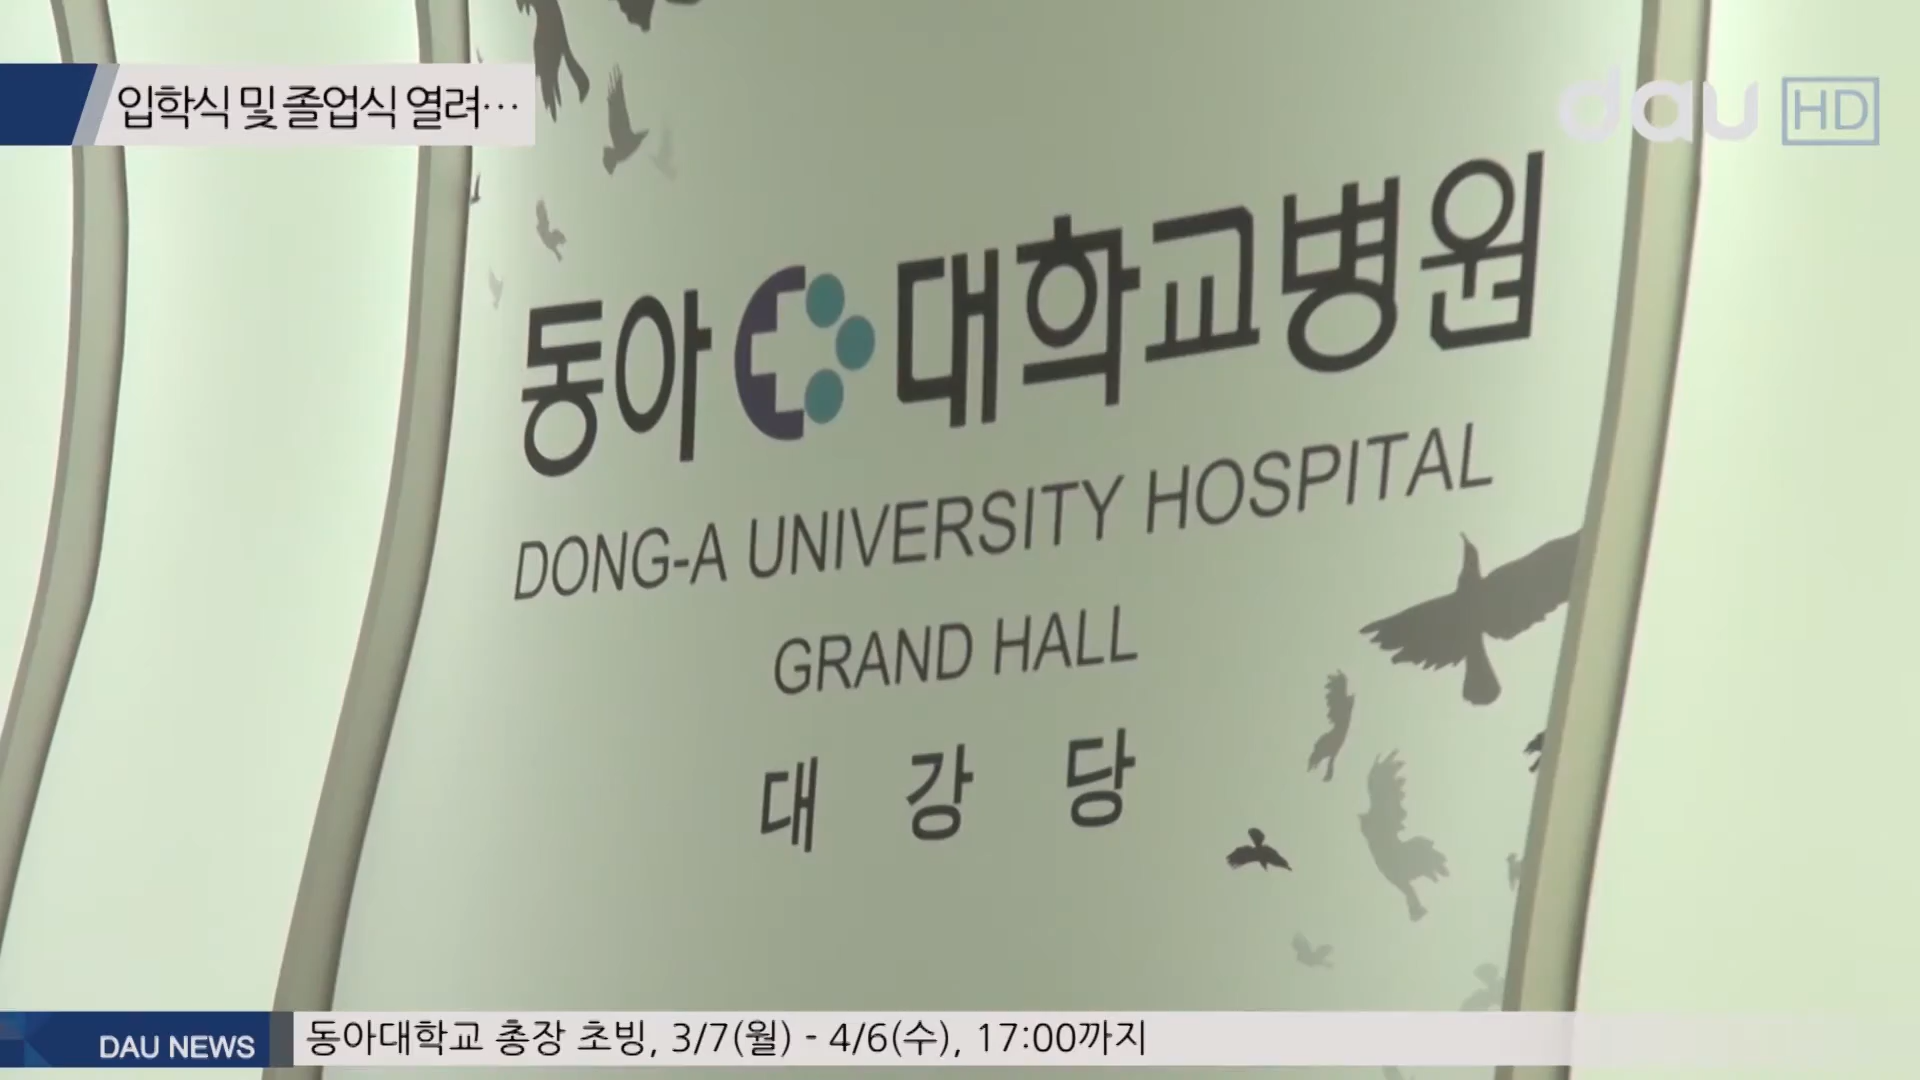 입학식 및 졸업식 열려…
dau HD
동아대학교병원
DONG-A UNIVERSITY HOSPITAL
GRAND HALL
대 강 당
DAU NEWS
동아대학교 총장 초빙, 3/7(월) - 4/6(수), 17:00까지